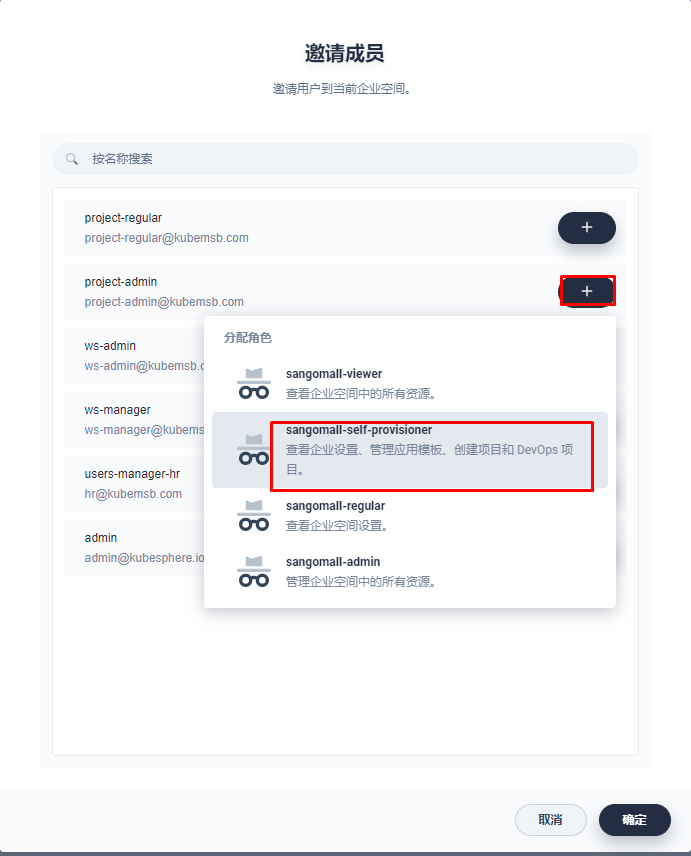 邀请成员
邀请用户到当前企业空间。
按名称搜索
project-regular
project-regular@kubemsb.com
project-admin
project-admin@kubemsb.com
ws-admin
ws-admin@kubemsb.c
ws-manager
ws-manager@kubems
users-manager-hr
hr@kubemsb.com
admin
admin@kubesphere.io
分配角色
sangomall-viewer
查看企业空间中的所有资源。
sangomall-self-provisioner
查看企业设置、管理应用模板、创建项目和 DevOps 项
目。
sangomall-regular
查看企业空间设置。
sangomall-admin
管理企业空间中的所有资源。
取消
确定